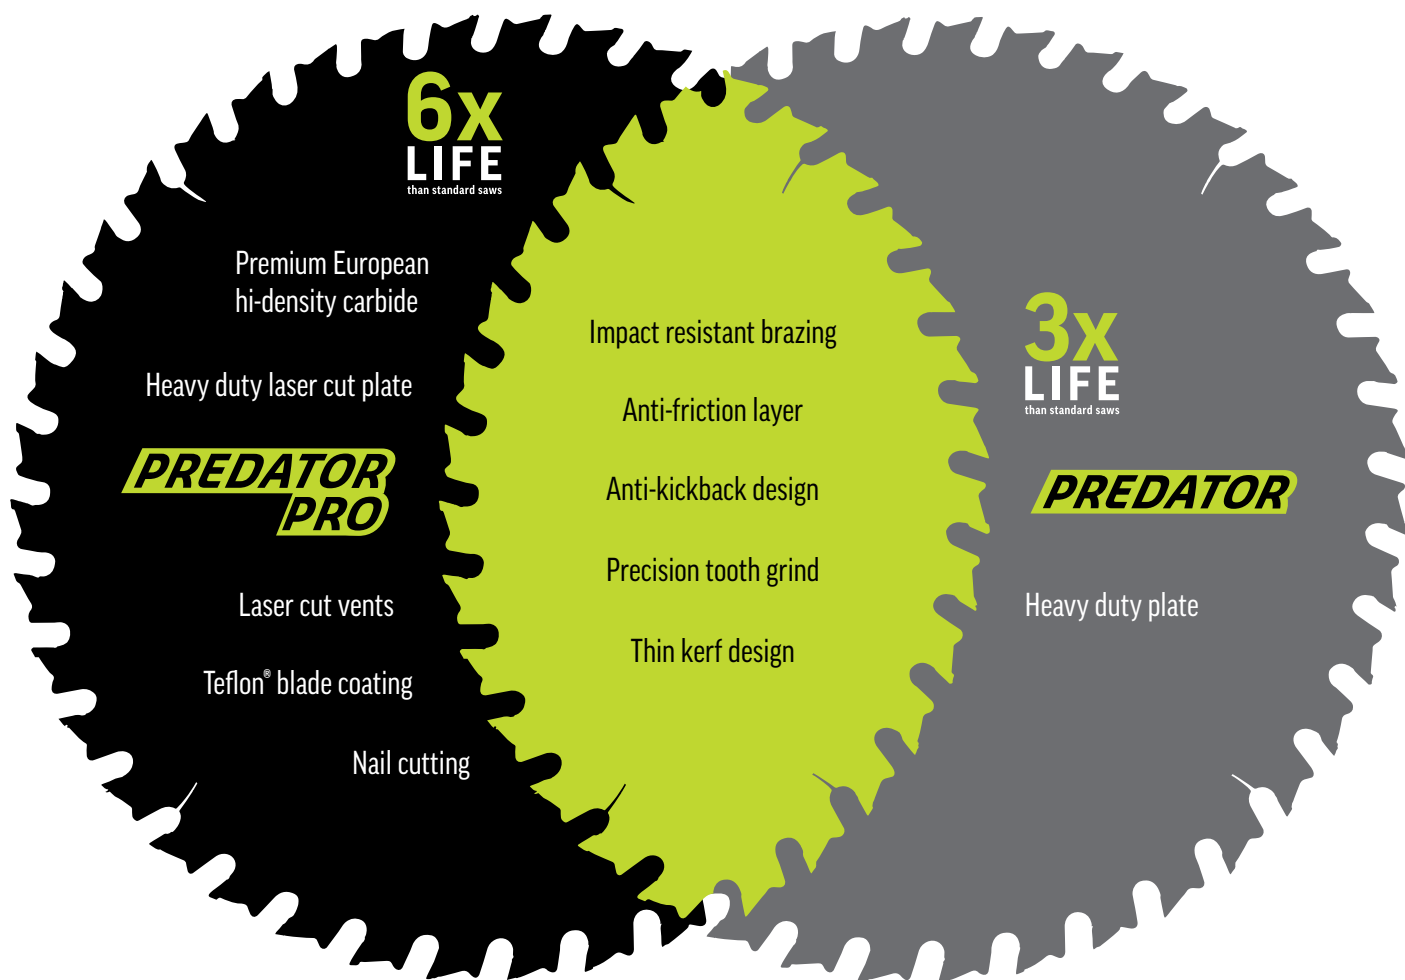 6x
LIFE
than standard saws
Premium European
hi-density carbide
Heavy duty laser cut plate
PREDATOR
PRO
Laser cut vents
Teflon® blade coating
Nail cutting
Impact resistant brazing
Anti-friction layer
Anti-kickback design
Precision tooth grind
Thin kerf design
3x
LIFE
than standard saws
PREDATOR
Heavy duty plate